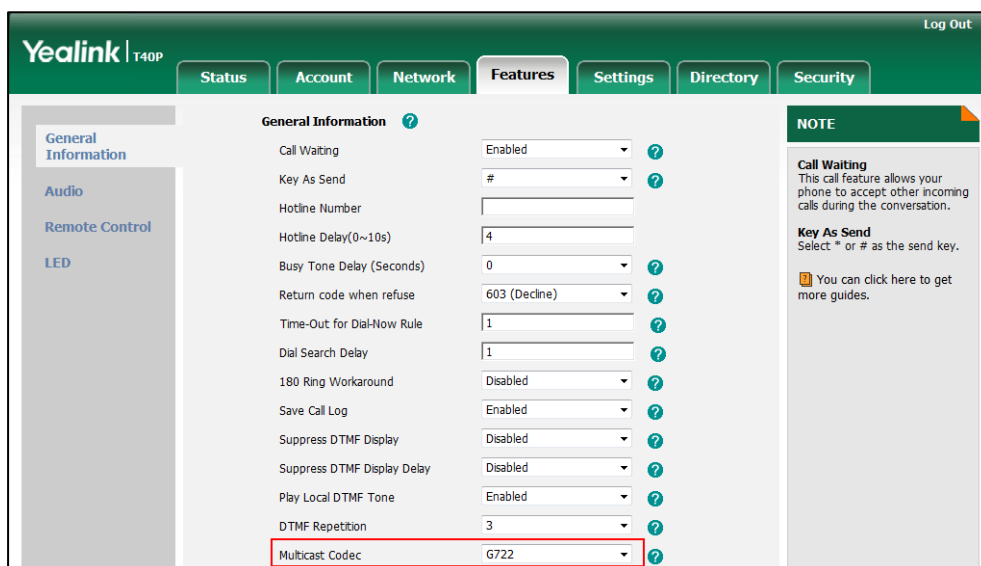 Log Out
Yealink T40P
Status Account Network Features Settings Directory Security
General Information
Audio
Remote Control
LED
General Information ?
Call Waiting Enabled ?
Key As Send # ?
Hotline Number
Hotline Delay(0~10s) 4
Busy Tone Delay (Seconds) 0 ?
Return code when refuse 603 (Decline) ?
Time-Out for Dial-Now Rule 1 ?
Dial Search Delay 1 ?
180 Ring Workaround Disabled ?
Save Call Log Enabled ?
Suppress DTMF Display Disabled ?
Suppress DTMF Display Delay Disabled ?
Play Local DTMF Tone Enabled ?
DTMF Repetition 3 ?
Multicast Codec G722 ?
NOTE
Call Waiting
This call feature allows your
phone to accept other incoming
calls during the conversation.
Key As Send
Select * or # as the send key.
? You can click here to get
more guides.